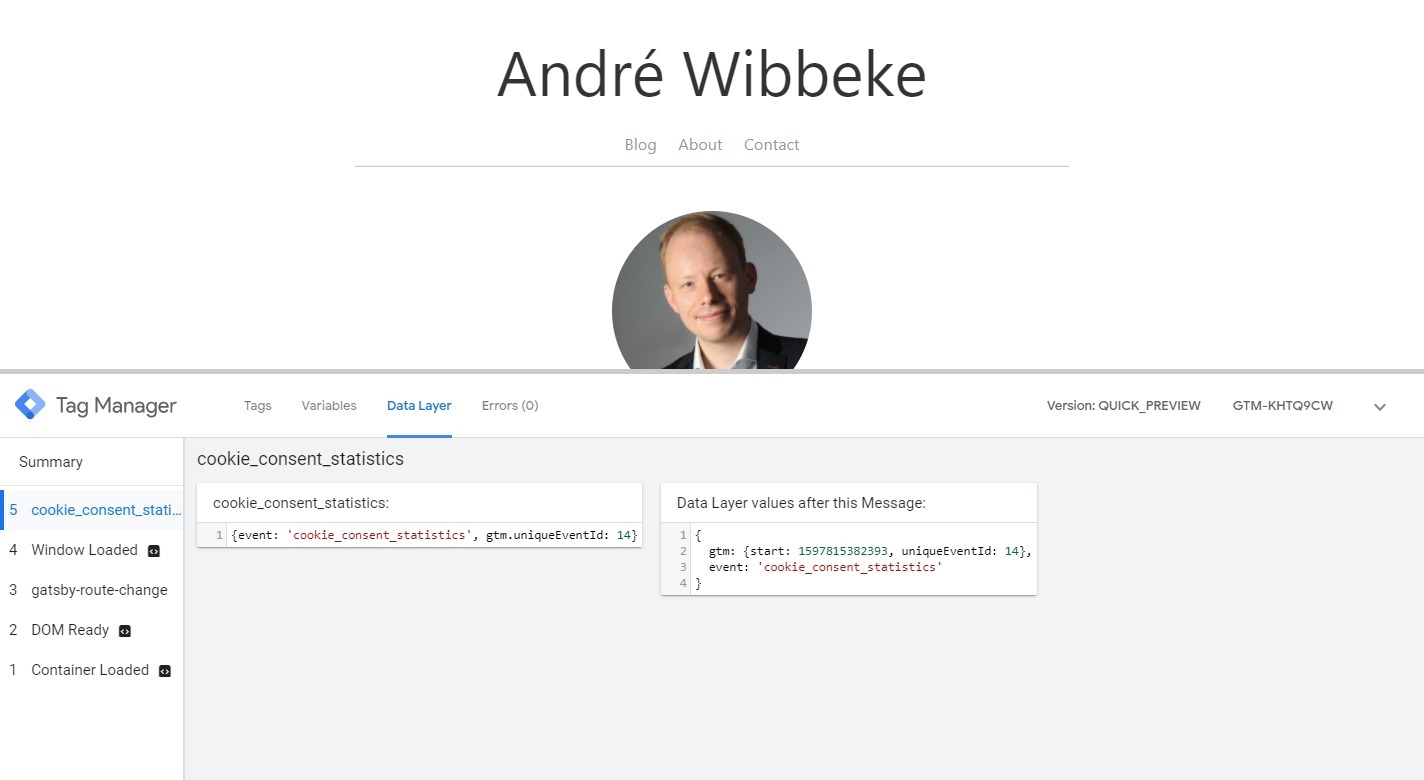 André Wibbeke
Blog About Contact
Tag Manager Tags Variables Data Layer Errors (0) Version: QUICK_PREVIEW GTM-KHTQ9CW
Summary
5 cookie_consent_stati...
4 Window Loaded
3 gatsby-route-change
2 DOM Ready
1 Container Loaded
cookie_consent_statistics
cookie_consent_statistics:
1 {event: 'cookie_consent_statistics', gtm.uniqueEventId: 14}
Data Layer values after this Message:
1 {
2 gtm: {start: 1597815382393, uniqueEventId: 14},
3 event: 'cookie_consent_statistics'
4 }